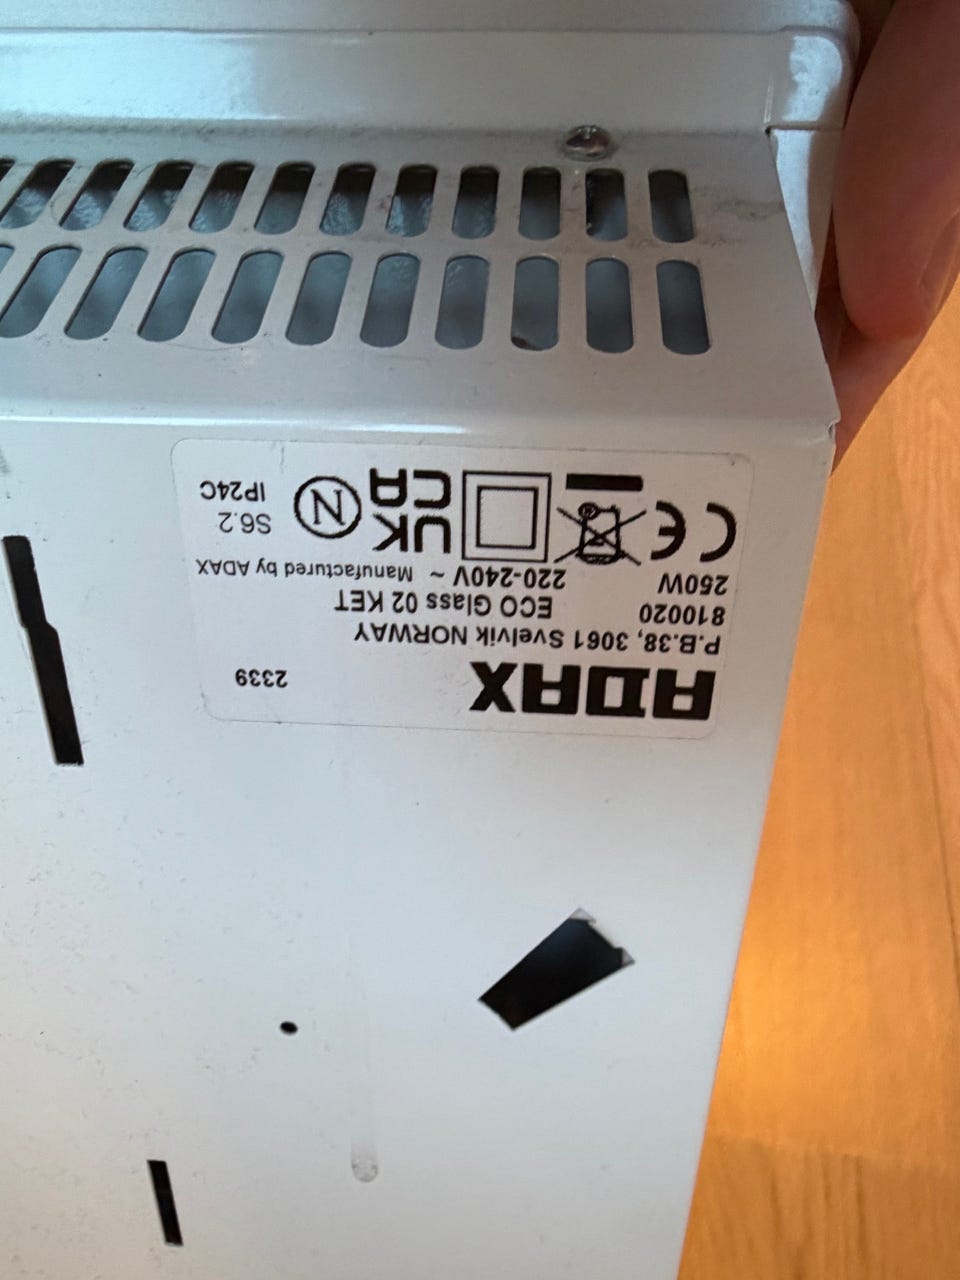 ADAX 2339
P.B.38, 3061 Svelvik NORWAY
810020 ECO Glass 02 KET
250W 220-240V ~ Manufactured by ADAX
CE UK CA N S6.2
IP24C